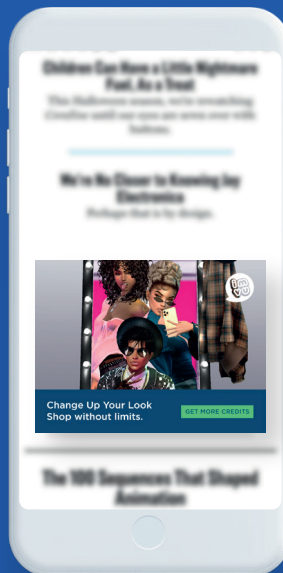 Children Can Have a Little Nightmare
Fuel, As a Treat
This Halloween season, we're rewatching
Coraline until our eyes are sewn over with
buttons.
We're No Closer to Knowing Jay
Electronica
Perhaps that is by design.
Change Up Your Look
Shop without limits.
GET MORE CREDITS
The 100 Sequences That Shaped
Animation